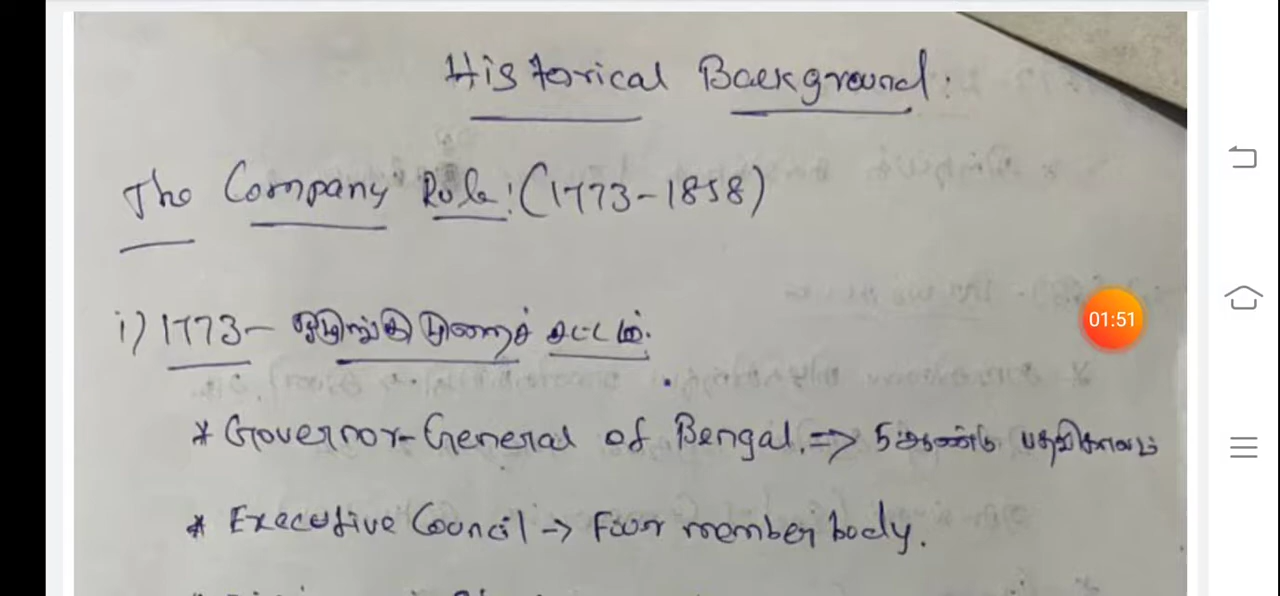 Historical Background:
The Company Rule: (1773-1858)
i) 1773 - ஒழுங்குமுறைச் சட்டம்.
* Governor-General of Bengal. => 5 ஆண்டு பதவிகாலம்
* Executive Council -> Four member body.
01:51